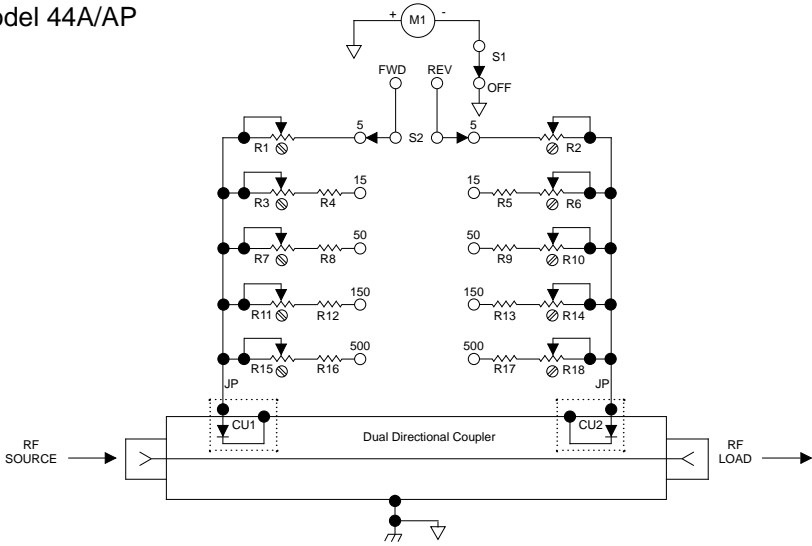 odel 44A/AP
+ M1 -
S1
FWD REV
OFF
5 S2 5
R1 R2
15 15
R3 R4 R5 R6
50 50
R7 R8 R9 R10
150 150
R11 R12 R13 R14
500 500
R15 R16 R17 R18
JP JP
CU1 CU2
Dual Directional Coupler
RF
SOURCE
RF
LOAD